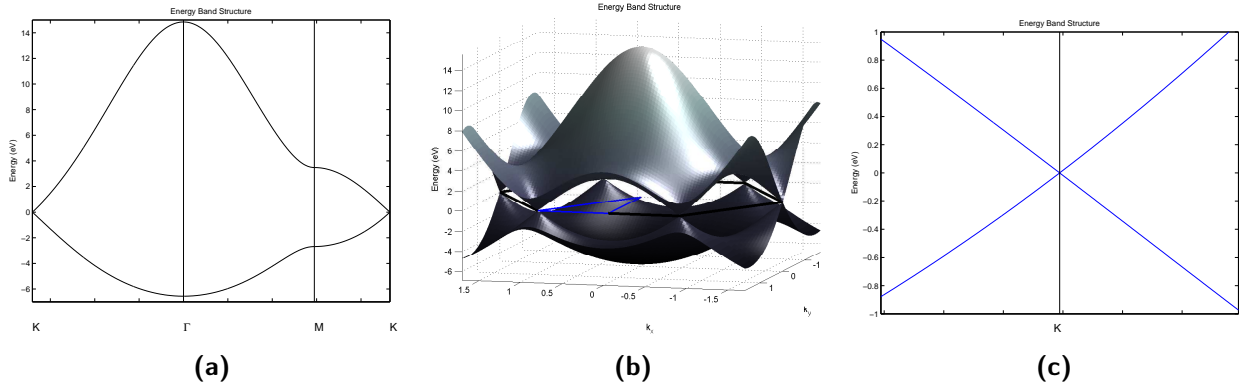 Energy Band Structure
14
12
10
8
6
4
2
0
−2
−4
−6
Energy (eV)
K
Γ
M
K
(a)
Energy Band Structure
14
12
10
8
6
4
2
0
-2
-4
-6
Energy (eV)
1.5
1
0.5
0
-0.5
-1
-1.5
kx
1
0
-1
ky
(b)
Energy Band Structure
1
0.8
0.6
0.4
0.2
0
−0.2
−0.4
−0.6
−0.8
−1
Energy (eV)
K
(c)